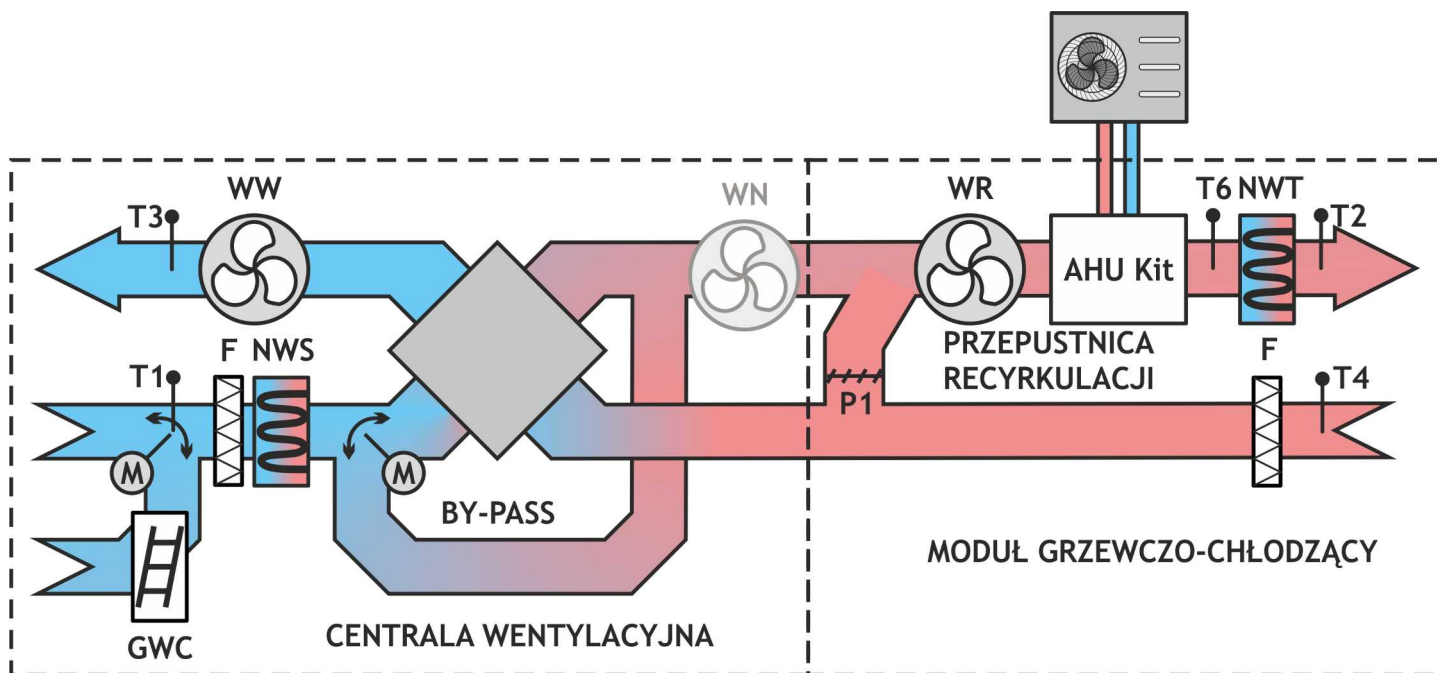 WW
WN
WR
T6 NWT
T3
T2
AHU Kit
F NWS
PRZEPUSTNICA
RECYRKULACJI
F
T1
P1
T4
M
M
BY-PASS
MODUŁ GRZEWCZO-CHŁODZĄCY
CENTRALA WENTYLACYJNA
GWC